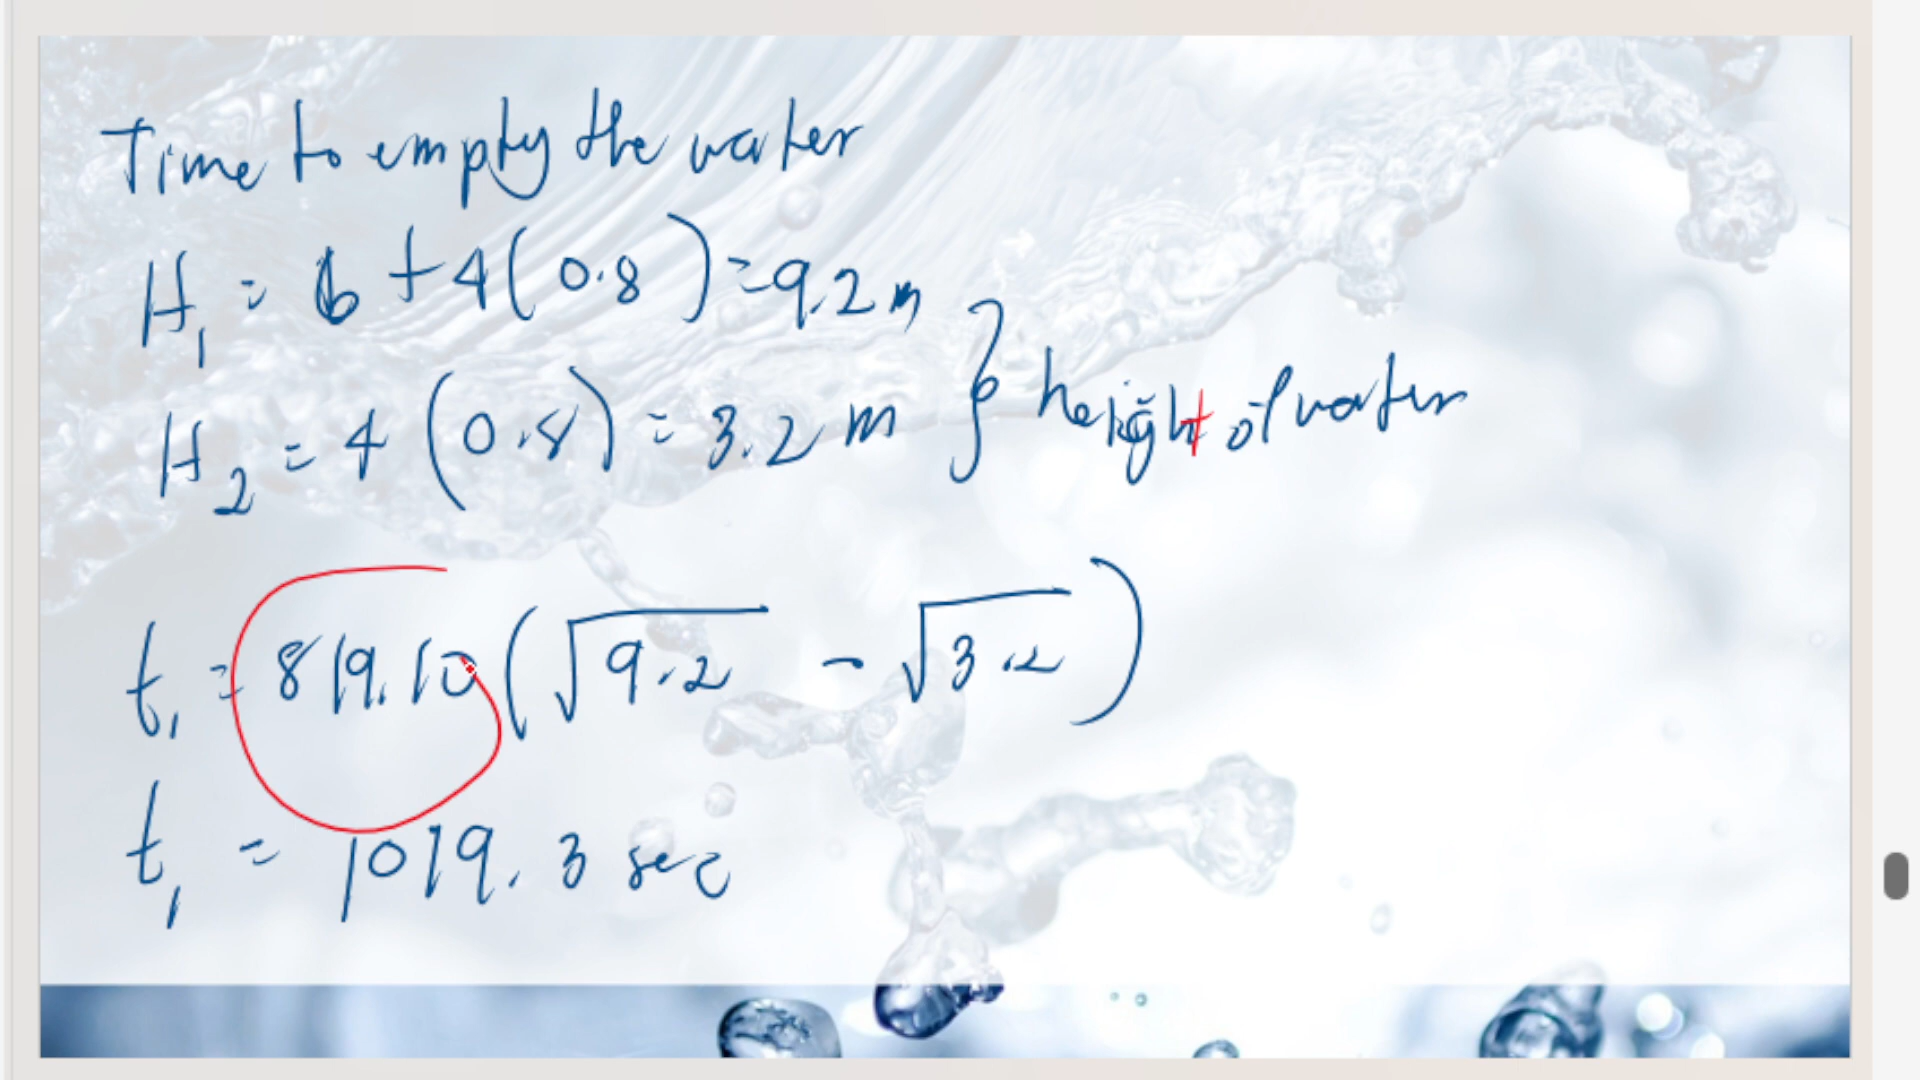 Time to empty the water
H₁ = 6 + 4(0.8) = 9.2 m
H₂ = 4 (0.8) = 3.2 m } height of water
t₁ = 819.10 (√9.2 - √3.2)
t₁ = 1019.3 sec